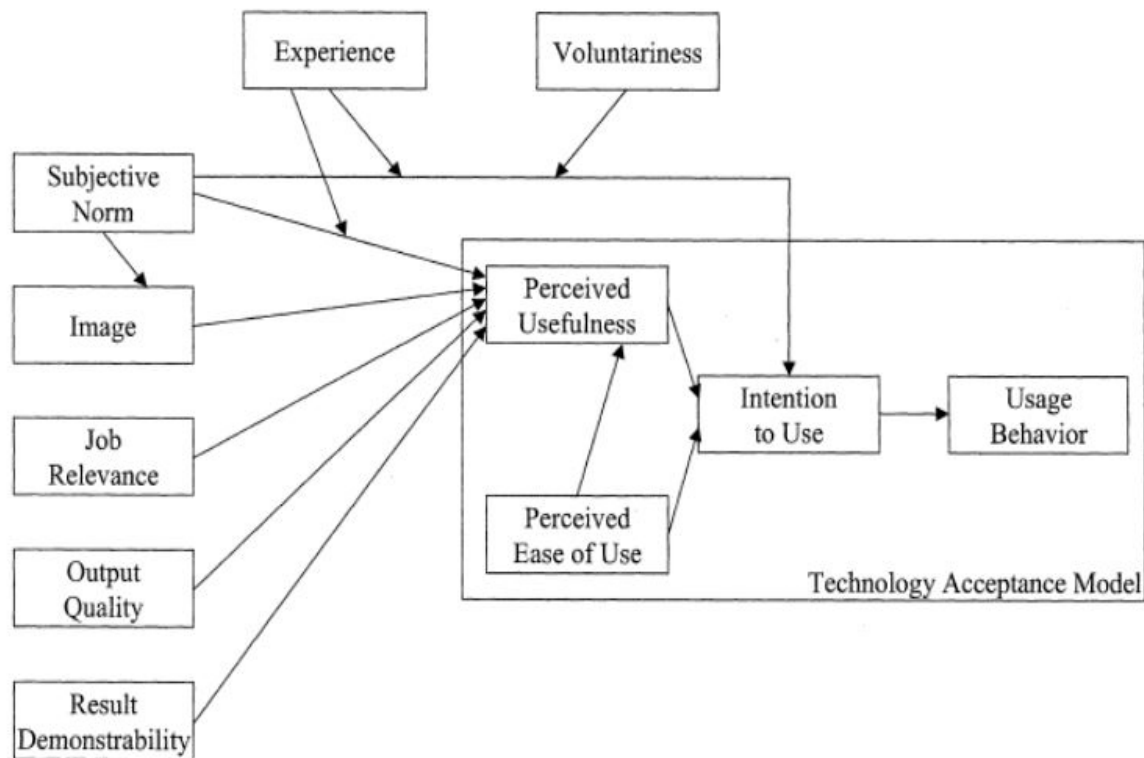 Experience
Voluntariness
Subjective
Norm
Image
Job
Relevance
Output
Quality
Result
Demonstrability
Perceived
Usefulness
Perceived
Ease of Use
Intention
to Use
Usage
Behavior
Technology Acceptance Model